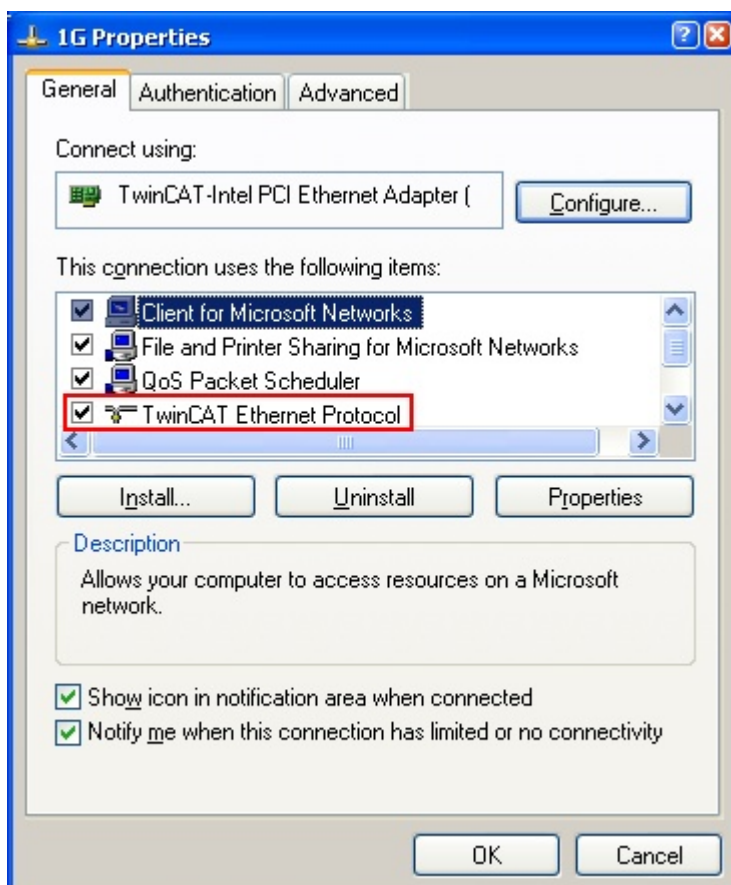 1G Properties
General Authentication Advanced
Connect using:
TwinCAT-Intel PCI Ethernet Adapter (
Configure...
This connection uses the following items:
Client for Microsoft Networks
File and Printer Sharing for Microsoft Networks
QoS Packet Scheduler
TwinCAT Ethernet Protocol
Install... Uninstall Properties
Description
Allows your computer to access resources on a Microsoft
network.
Show icon in notification area when connected
Notify me when this connection has limited or no connectivity
OK Cancel